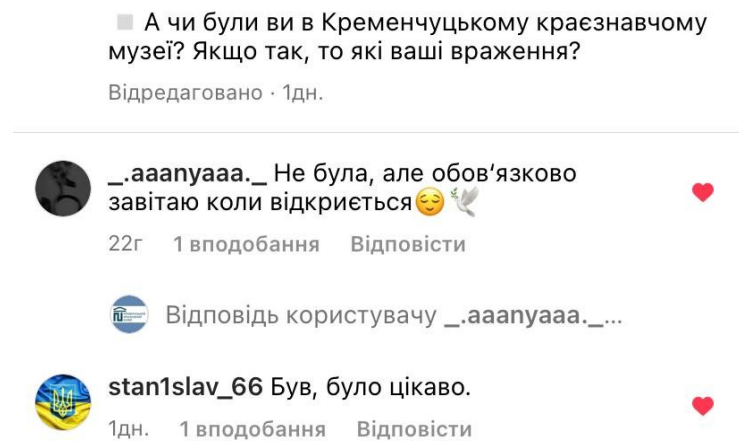 А чи були ви в Кременчуцькому краєзнавчому
музеї? Якщо так, то які ваші враження?
Відредаговано · 1дн.
_.aaanyaaa._ Не була, але обов‘язково
завітаю коли відкриється😌🕊️
22г 1 вподобання Відповісти
Відповідь користувачу _.aaanyaaa._...
stan1slav_66 Був, було цікаво.
1дн. 1 вподобання Відповісти